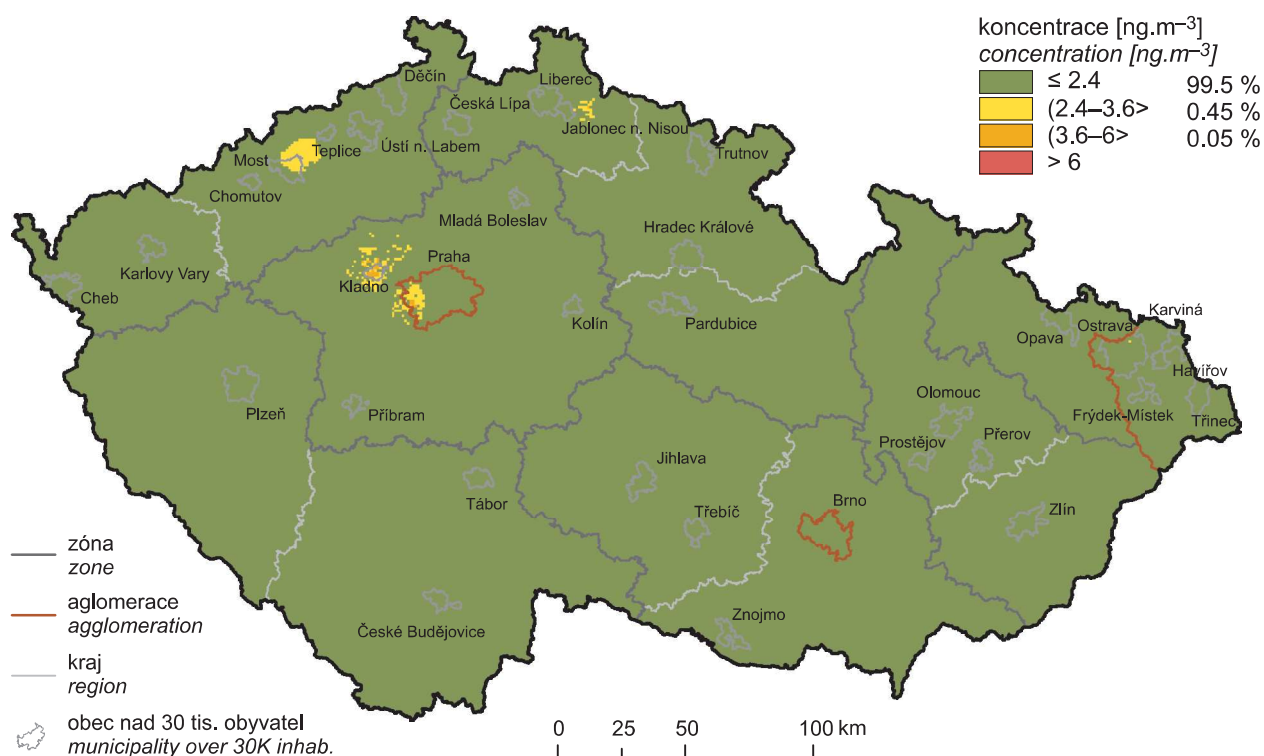 koncentrace [ng.m–3]
concentration [ng.m–3]
≤ 2.4 99.5 %
(2.4–3.6> 0.45 %
(3.6–6> 0.05 %
> 6
Děčín
Liberec
Česká Lípa
Jablonec n. Nisou
Teplice
Ústí n. Labem
Most
Trutnov
Chomutov
Mladá Boleslav
Hradec Králové
Praha
Karlovy Vary
Kladno
Cheb
Kolín
Pardubice
Karviná
Ostrava
Opava
Havířov
Plzeň
Příbram
Olomouc
Frýdek-Místek
Třinec
Prostějov
Přerov
Jihlava
Tábor
Třebíč
Brno
Zlín
České Budějovice
Znojmo
zóna
zone
aglomerace
agglomeration
kraj
region
obec nad 30 tis. obyvatel
municipality over 30K inhab.
0 25 50 100 km